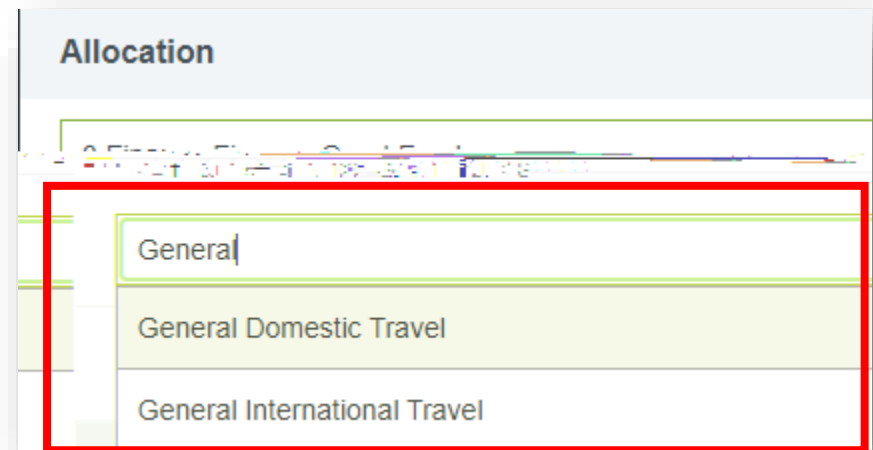 Allocation
General
General Domestic Travel
General International Travel